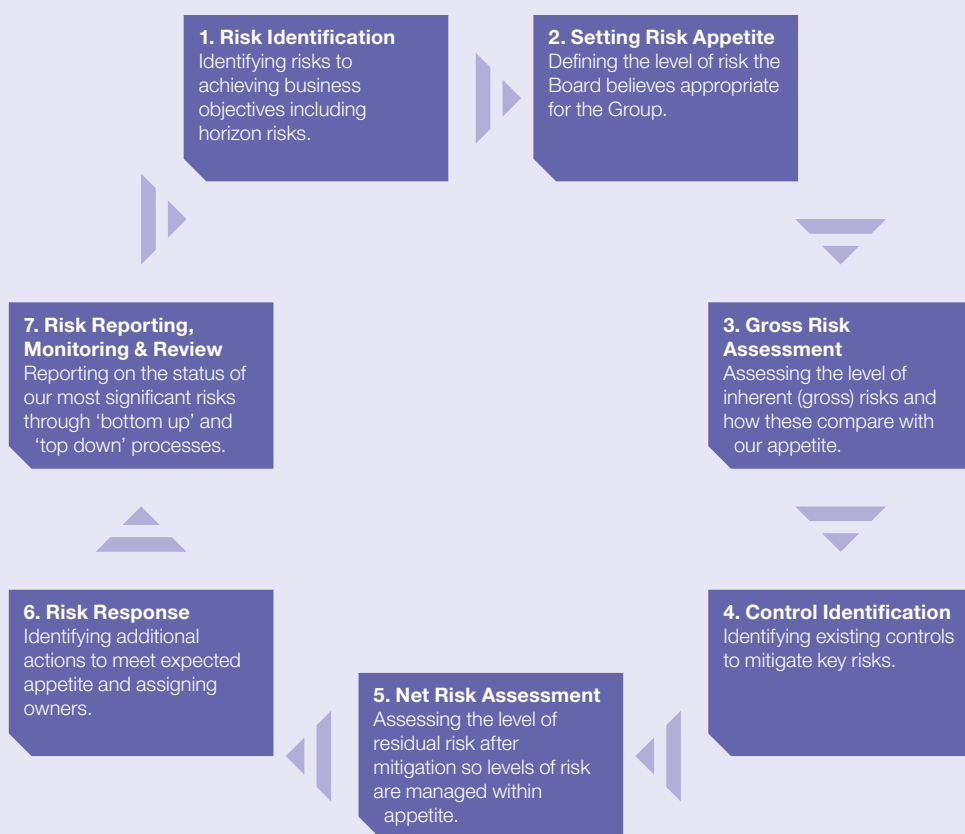 1. Risk Identification
Identifying risks to
achieving business
objectives including
horizon risks.
2. Setting Risk Appetite
Defining the level of risk the
Board believes appropriate
for the Group.
3. Gross Risk
Assessment
Assessing the level of
inherent (gross) risks and
how these compare with
our appetite.
4. Control Identification
Identifying existing controls
to mitigate key risks.
5. Net Risk Assessment
Assessing the level of
residual risk after
mitigation so levels of risk
are managed within
appetite.
6. Risk Response
Identifying additional
actions to meet expected
appetite and assigning
owners.
7. Risk Reporting,
Monitoring & Review
Reporting on the status of
our most significant risks
through ‘bottom up’ and
‘top down’ processes.